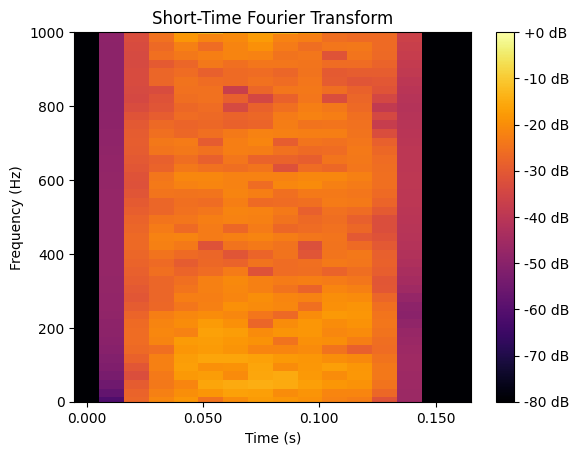 Short-Time Fourier Transform
1000
800
600
400
200
0
Frequency (Hz)
0.000
0.050
0.100
0.150
Time (s)
+0 dB
-10 dB
-20 dB
-30 dB
-40 dB
-50 dB
-60 dB
-70 dB
-80 dB